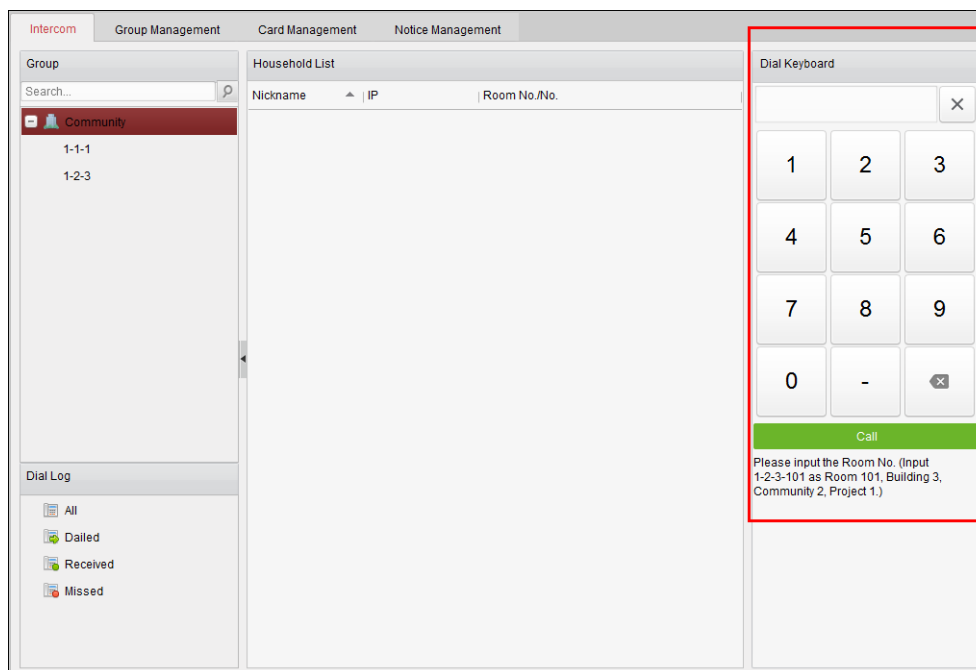 Intercom Group Management Card Management Notice Management
Group
Search...
Community
1-1-1
1-2-3
Dial Log
All
Dailed
Received
Missed
Household List
Nickname IP Room No./No.
Dial Keyboard
1 2 3
4 5 6
7 8 9
0 -
Call
Please input the Room No. (Input
1-2-3-101 as Room 101, Building 3,
Community 2, Project 1.)